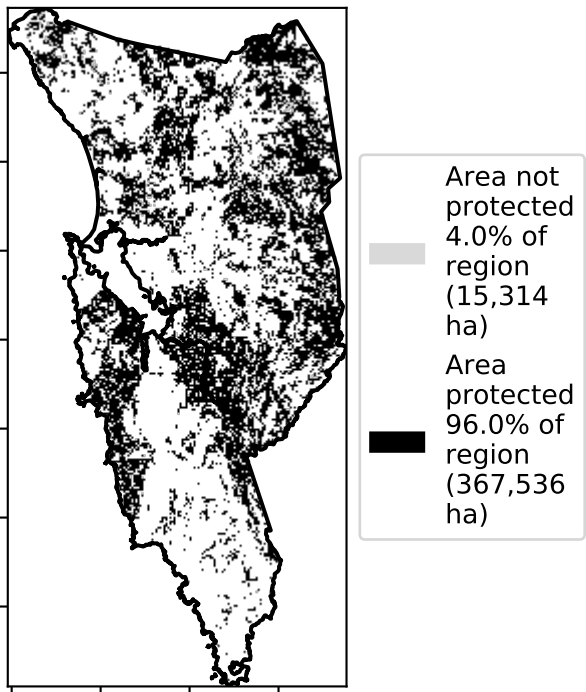 Area not
protected
4.0% of
region
(15,314
ha)
Area
protected
96.0% of
region
(367,536
ha)